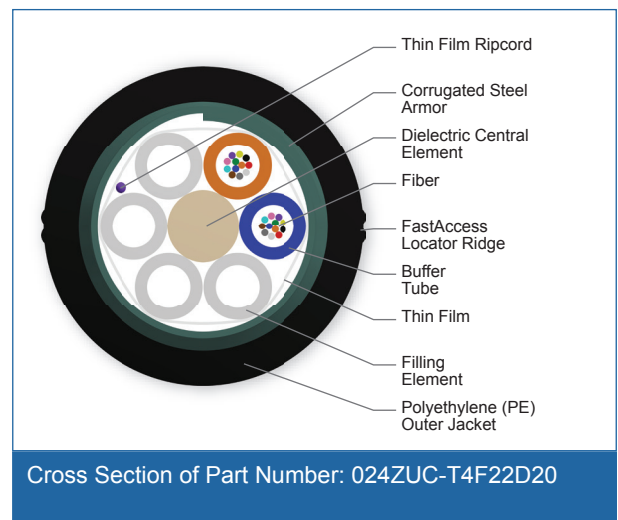 Thin Film Ripcord
Corrugated Steel
Armor
Dielectric Central
Element
Fiber
FastAccess
Locator Ridge
Buffer
Tube
Thin Film
Filling
Element
Polyethylene (PE)
Outer Jacket
Cross Section of Part Number: 024ZUC-T4F22D20